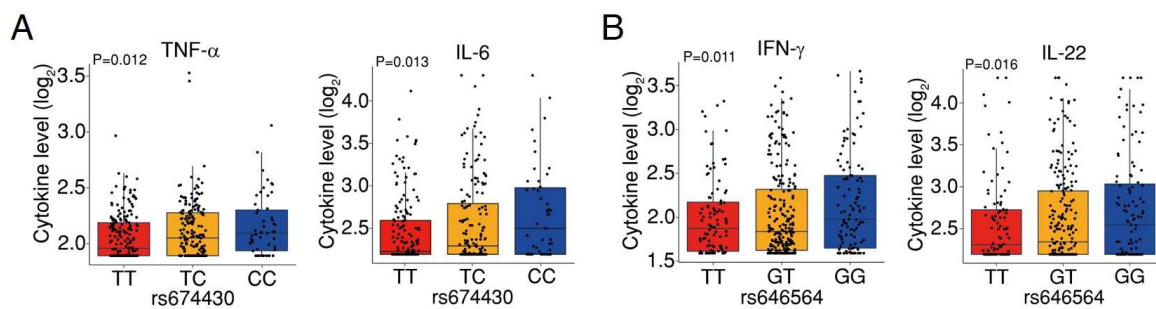 A
TNF-α
P=0.012
Cytokine level (log2)
3.5
3.0
2.5
2.0
TT TC CC
rs674430
IL-6
P=0.013
Cytokine level (log2)
4.0
3.5
3.0
2.5
TT TC CC
rs674430
B
IFN-γ
P=0.011
Cytokine level (log2)
3.5
3.0
2.5
2.0
1.5
TT GT GG
rs646564
IL-22
P=0.016
Cytokine level (log2)
4.0
3.5
3.0
2.5
TT GT GG
rs646564